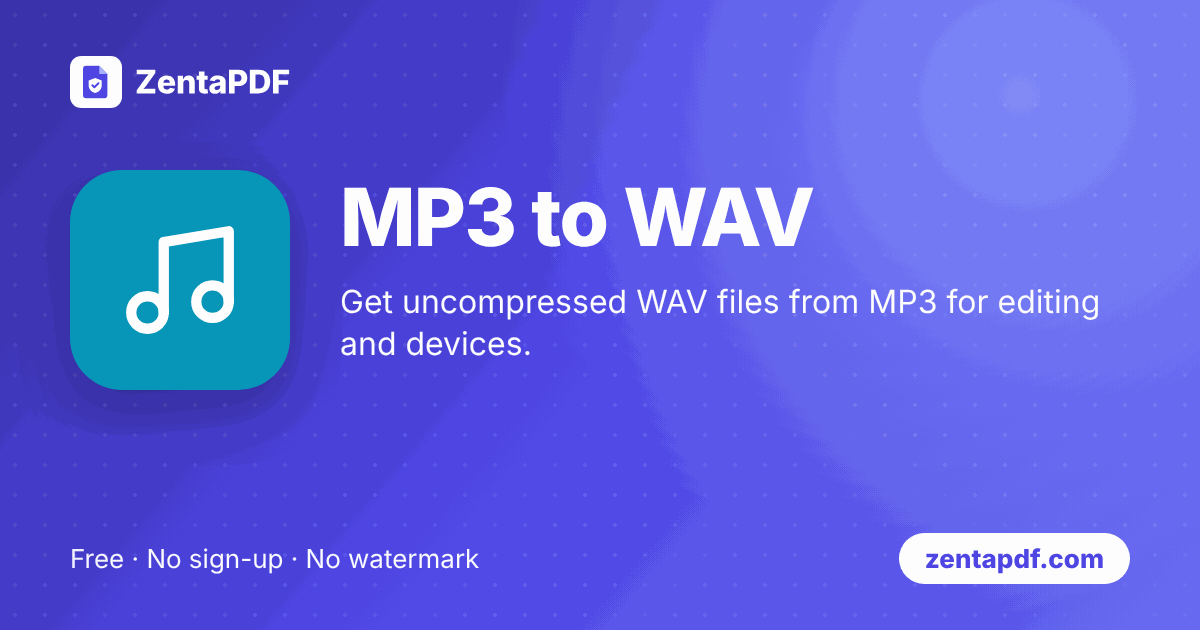 ZentaPDF
MP3 to WAV
Get uncompressed WAV files from MP3 for editing
and devices.
Free · No sign-up · No watermark
zentapdf.com